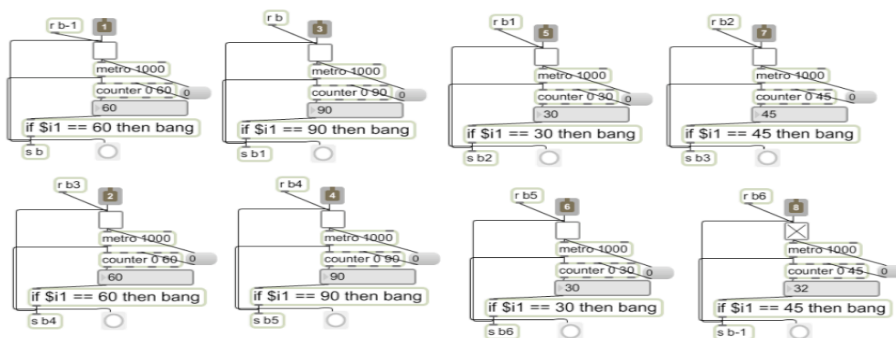 r b-1
1
metro 1000
counter 0 60
0
60
if $i1 == 60 then bang
s b
r b
3
metro 1000
counter 0 90
0
90
if $i1 == 90 then bang
s b1
r b1
5
metro 1000
counter 0 30
0
30
if $i1 == 30 then bang
s b2
r b2
7
metro 1000
counter 0 45
0
45
if $i1 == 45 then bang
s b3
r b3
2
metro 1000
counter 0 60
0
60
if $i1 == 60 then bang
s b4
r b4
4
metro 1000
counter 0 90
0
90
if $i1 == 90 then bang
s b5
r b5
6
metro 1000
counter 0 30
0
30
if $i1 == 30 then bang
s b6
r b6
8
metro 1000
counter 0 45
0
32
if $i1 == 45 then bang
s b-1